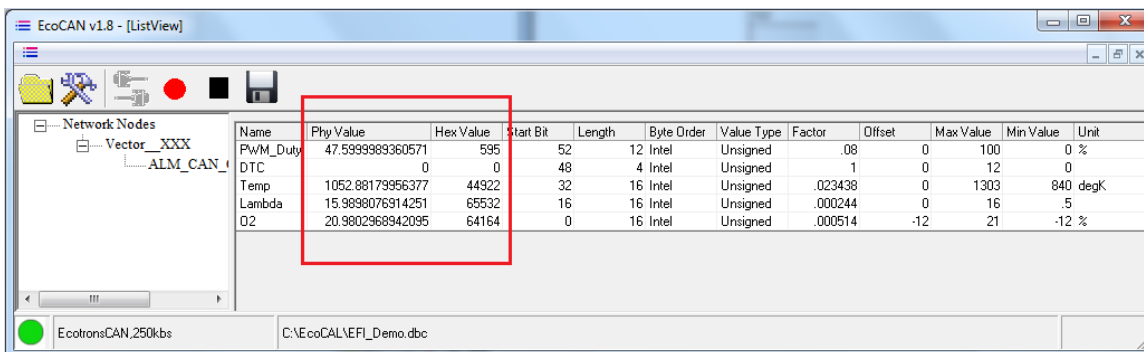 EcoCAN v1.8 - [ListView]
Network Nodes
Vector__XXX
ALM_CAN_
Name Phy Value Hex Value Start Bit Length Byte Order Value Type Factor Offset Max Value Min Value Unit
PWM_Duty 47.5999989360571 595 52 12 Intel Unsigned .08 0 100 0 %
DTC 0 0 48 4 Intel Unsigned 1 0 12 0
Temp 1052.88179956377 44922 32 16 Intel Unsigned .023438 0 1303 840 degK
Lambda 15.9898076914251 65532 16 16 Intel Unsigned .000244 0 16 .5
O2 20.9802968942095 64164 0 16 Intel Unsigned .000514 -12 21 -12 %
EcotronsCAN,250kbs C:\EcoCAL\EFI_Demo.dbc